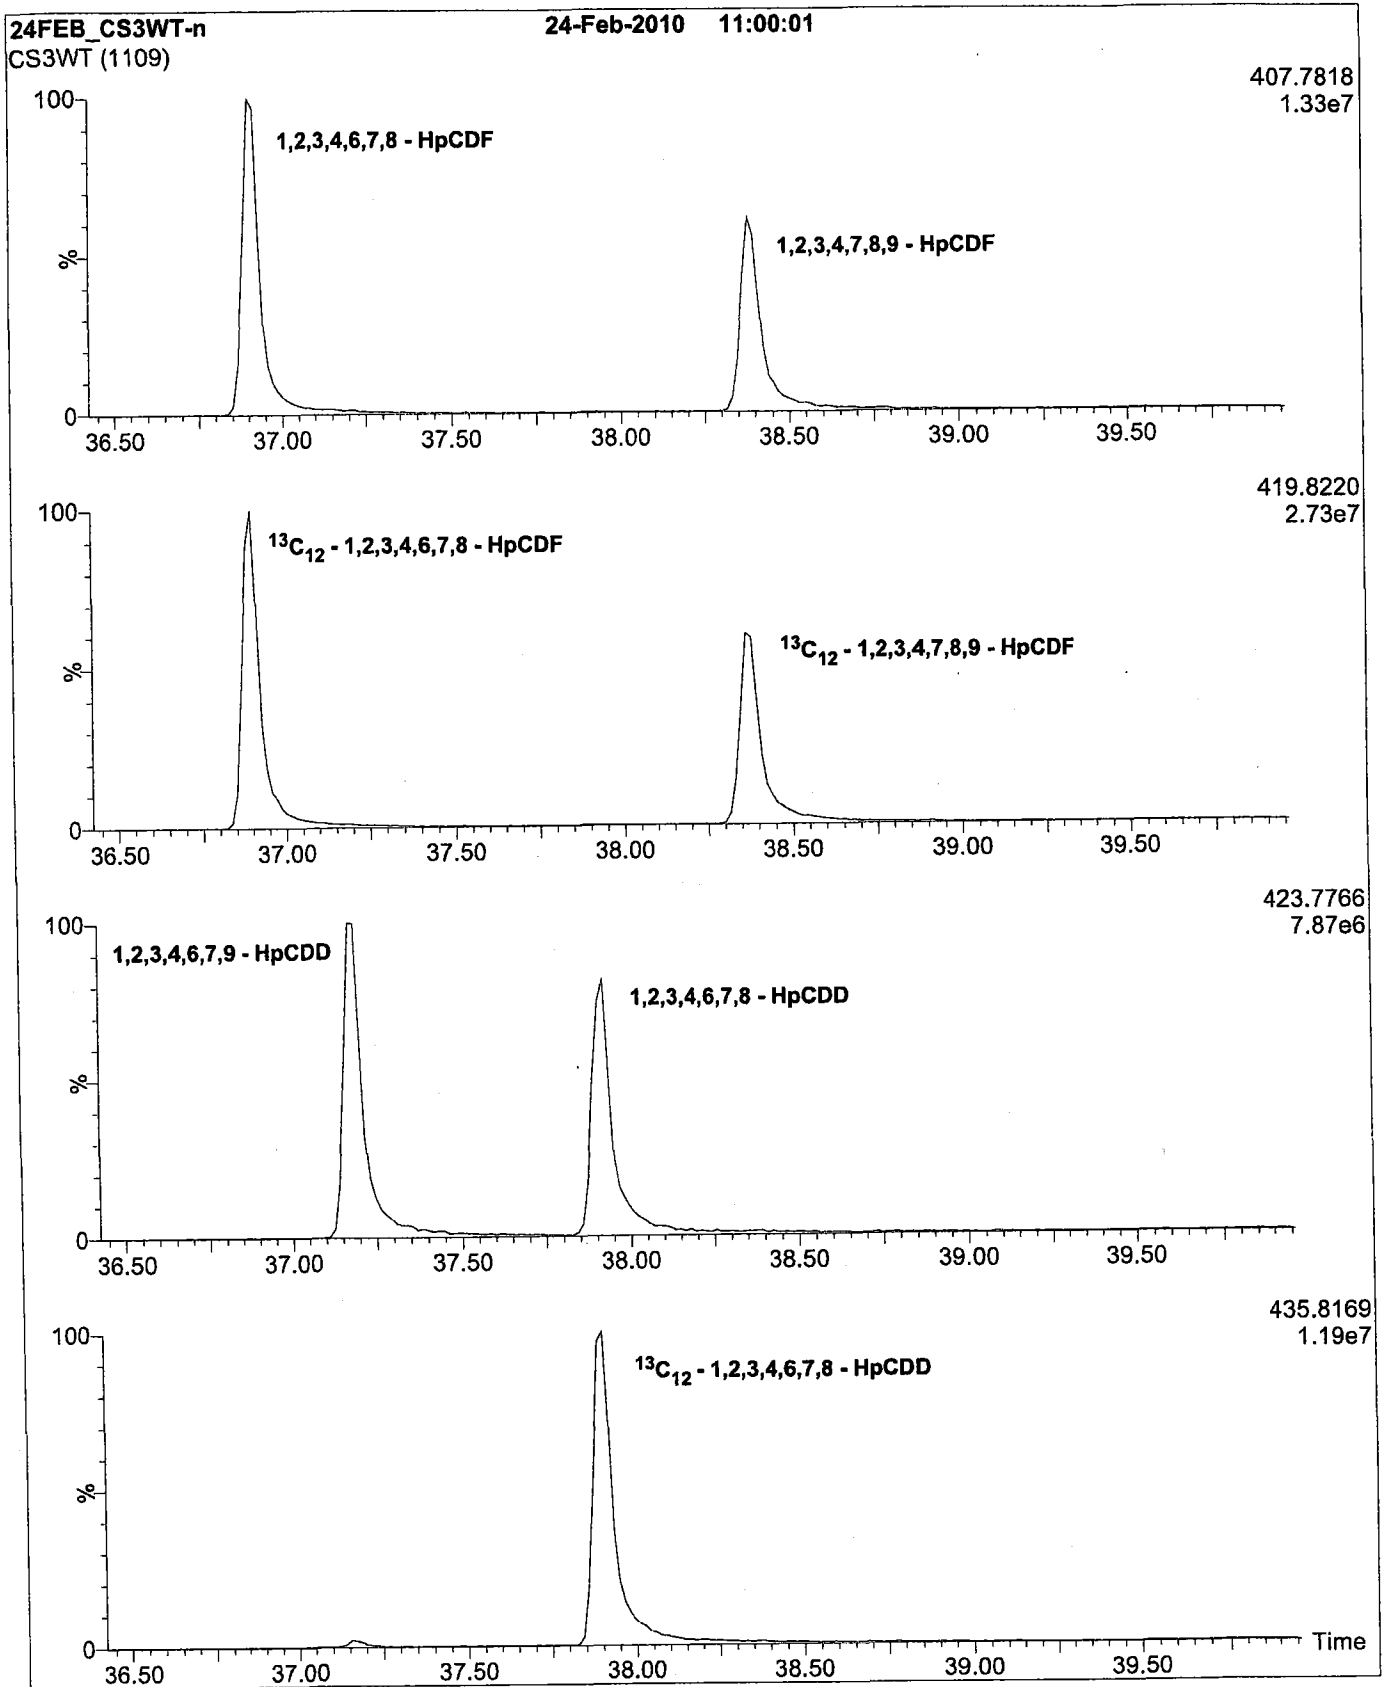 24FEB_CS3WT-n 24-Feb-2010 11:00:01
CS3WT (1109)
407.7818
1.33e7
100
1,2,3,4,6,7,8 - HpCDF
1,2,3,4,7,8,9 - HpCDF
%
0
36.50 37.00 37.50 38.00 38.50 39.00 39.50
419.8220
2.73e7
100
¹³C₁₂ - 1,2,3,4,6,7,8 - HpCDF
¹³C₁₂ - 1,2,3,4,7,8,9 - HpCDF
%
0
36.50 37.00 37.50 38.00 38.50 39.00 39.50
423.7766
7.87e6
100
1,2,3,4,6,7,9 - HpCDD
1,2,3,4,6,7,8 - HpCDD
%
0
36.50 37.00 37.50 38.00 38.50 39.00 39.50
435.8169
1.19e7
100
¹³C₁₂ - 1,2,3,4,6,7,8 - HpCDD
%
0
Time
36.50 37.00 37.50 38.00 38.50 39.00 39.50